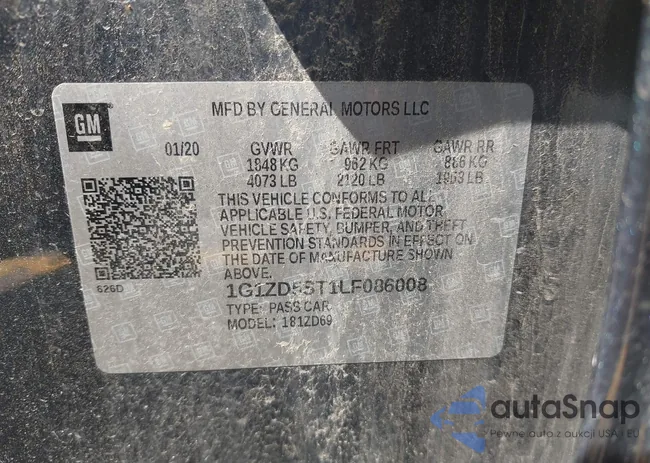 GM
MFD BY GENERAL MOTORS LLC
01/20 GVWR GAWR FRT GAWR RR
1848 KG 962 KG 886 KG
4073 LB 2120 LB 1953 LB
THIS VEHICLE CONFORMS TO ALL
APPLICABLE U.S. FEDERAL MOTOR
VEHICLE SAFETY, BUMPER, AND THEFT
PREVENTION STANDARDS IN EFFECT ON
THE DATE OF MANUFACTURE SHOWN ABOVE.
626D
1G1ZD5ST1LF086008
TYPE: PASS CAR
MODEL: 181ZD69
autaSnap
Pewne auto z aukcji USA i EU